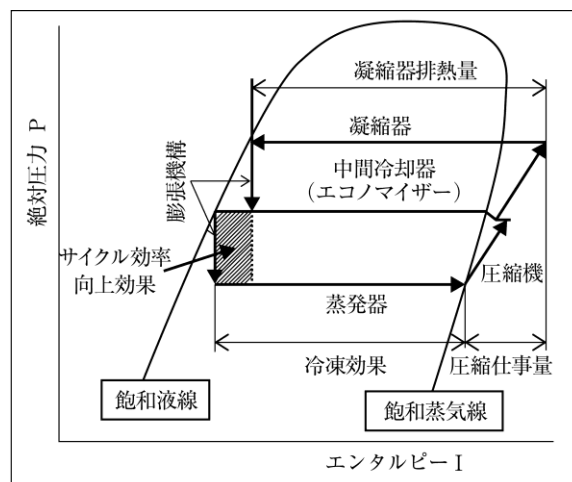 凝縮器排熱量
凝縮器
中間冷却器
(エコノマイザー)
膨張機構
絶対圧力 P
サイクル効率
向上効果
圧縮機
蒸発器
冷凍効果
圧縮仕事量
飽和液線
飽和蒸気線
エンタルピー I